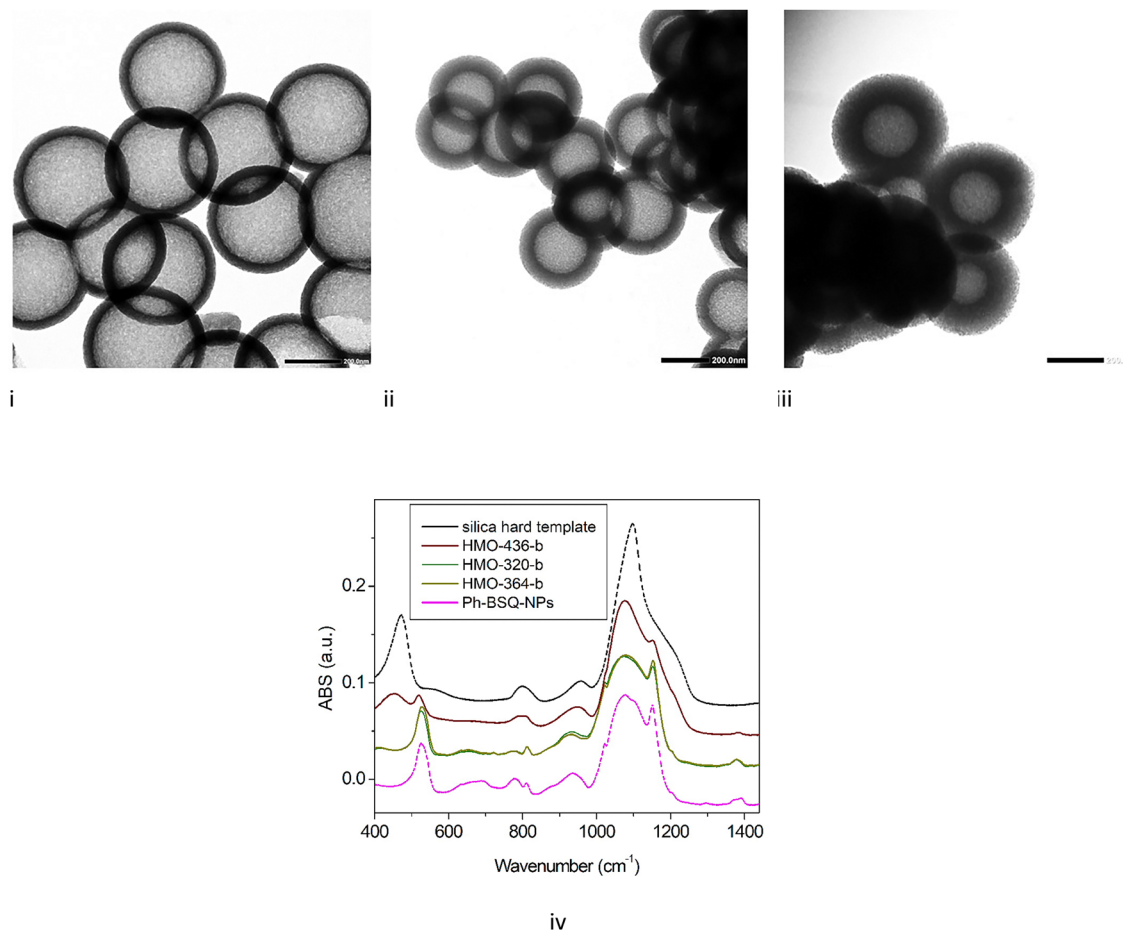 200.0nm
200.0nm
200.
i
ii
iii
silica hard template
HMO-436-b
HMO-320-b
HMO-364-b
Ph-BSQ-NPs
0.2
0.1
0.0
ABS (a.u.)
400 600 800 1000 1200 1400
Wavenumber (cm⁻¹)
iv